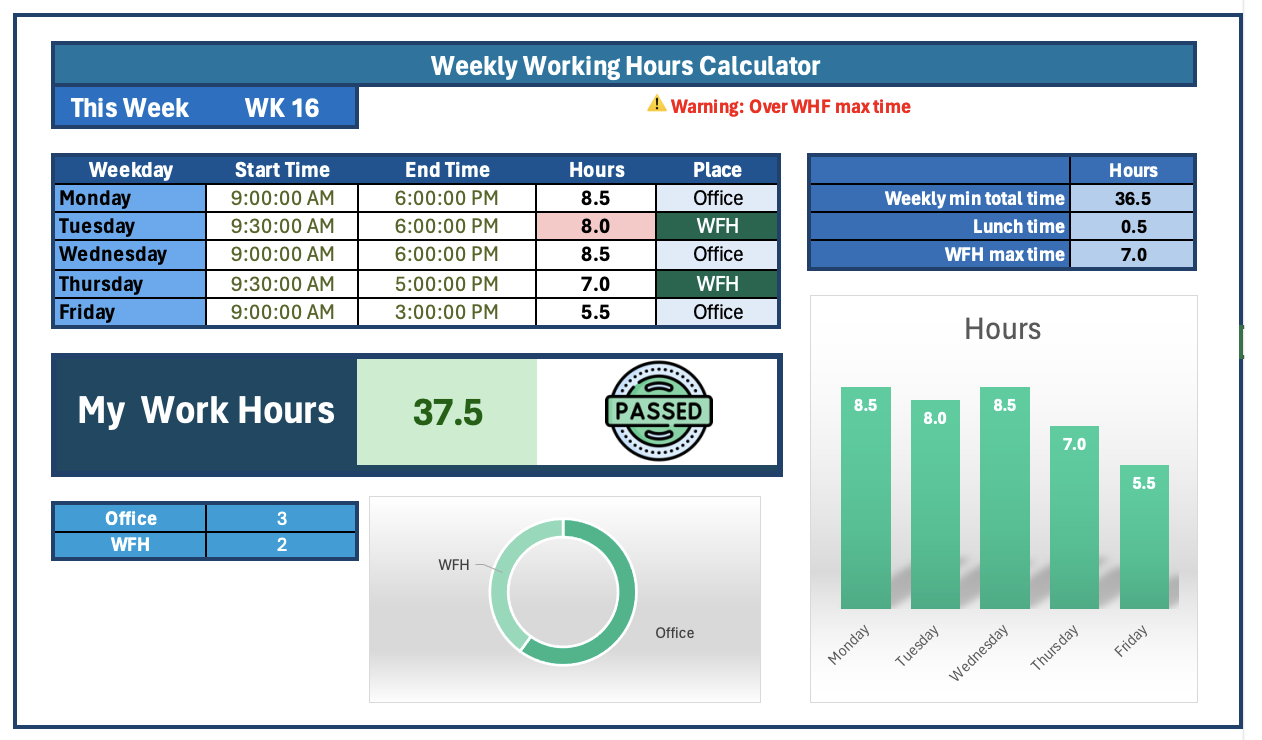 Weekly Working Hours Calculator
This Week WK 16
⚠️ Warning: Over WHF max time
Weekday Start Time End Time Hours Place
Monday 9:00:00 AM 6:00:00 PM 8.5 Office
Tuesday 9:30:00 AM 6:00:00 PM 8.0 WFH
Wednesday 9:00:00 AM 6:00:00 PM 8.5 Office
Thursday 9:30:00 AM 5:00:00 PM 7.0 WFH
Friday 9:00:00 AM 3:00:00 PM 5.5 Office
Hours
Weekly min total time 36.5
Lunch time 0.5
WFH max time 7.0
My Work Hours 37.5 PASSED
Office 3
WFH 2
WFH
Office
Hours
8.5 8.0 8.5 7.0 5.5
Monday Tuesday Wednesday Thursday Friday